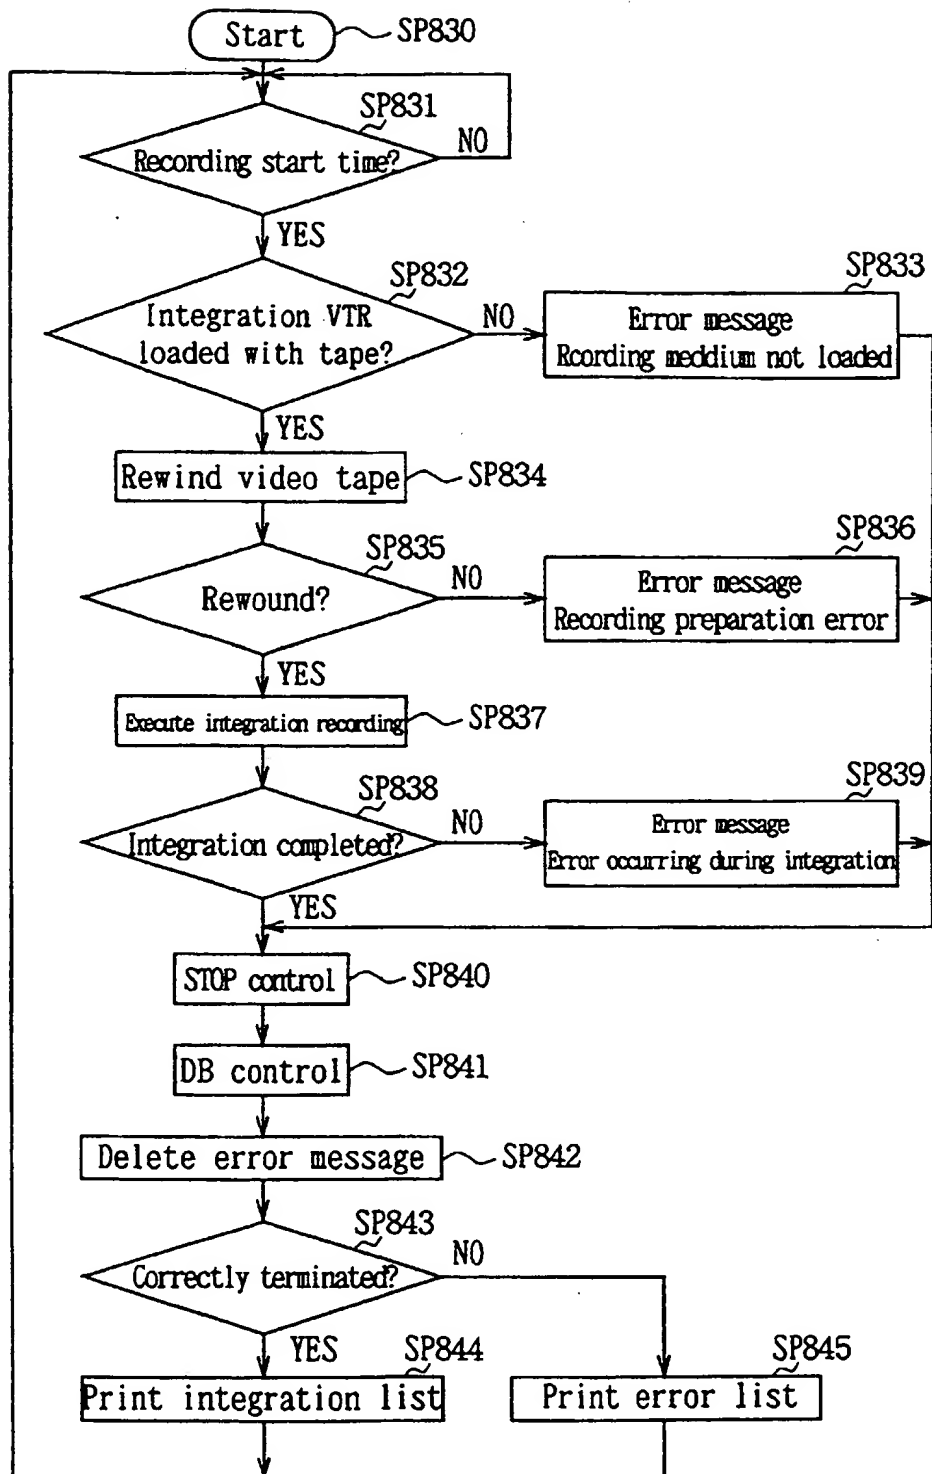 Start
SP830
SP831
Recording start time?
NO
YES
SP832
Integration VTR
loaded with tape?
NO
SP833
Error message
Rcording meddium not loaded
YES
Rewind video tape
SP834
SP835
Rewound?
NO
SP836
Error message
Recording preparation error
YES
Execute integration recording
SP837
SP838
Integration completed?
NO
SP839
Error message
Error occurring during integration
YES
STOP control
SP840
DB control
SP841
Delete error message
SP842
SP843
Correctly terminated?
NO
YES
SP844
Print integration list
SP845
Print error list